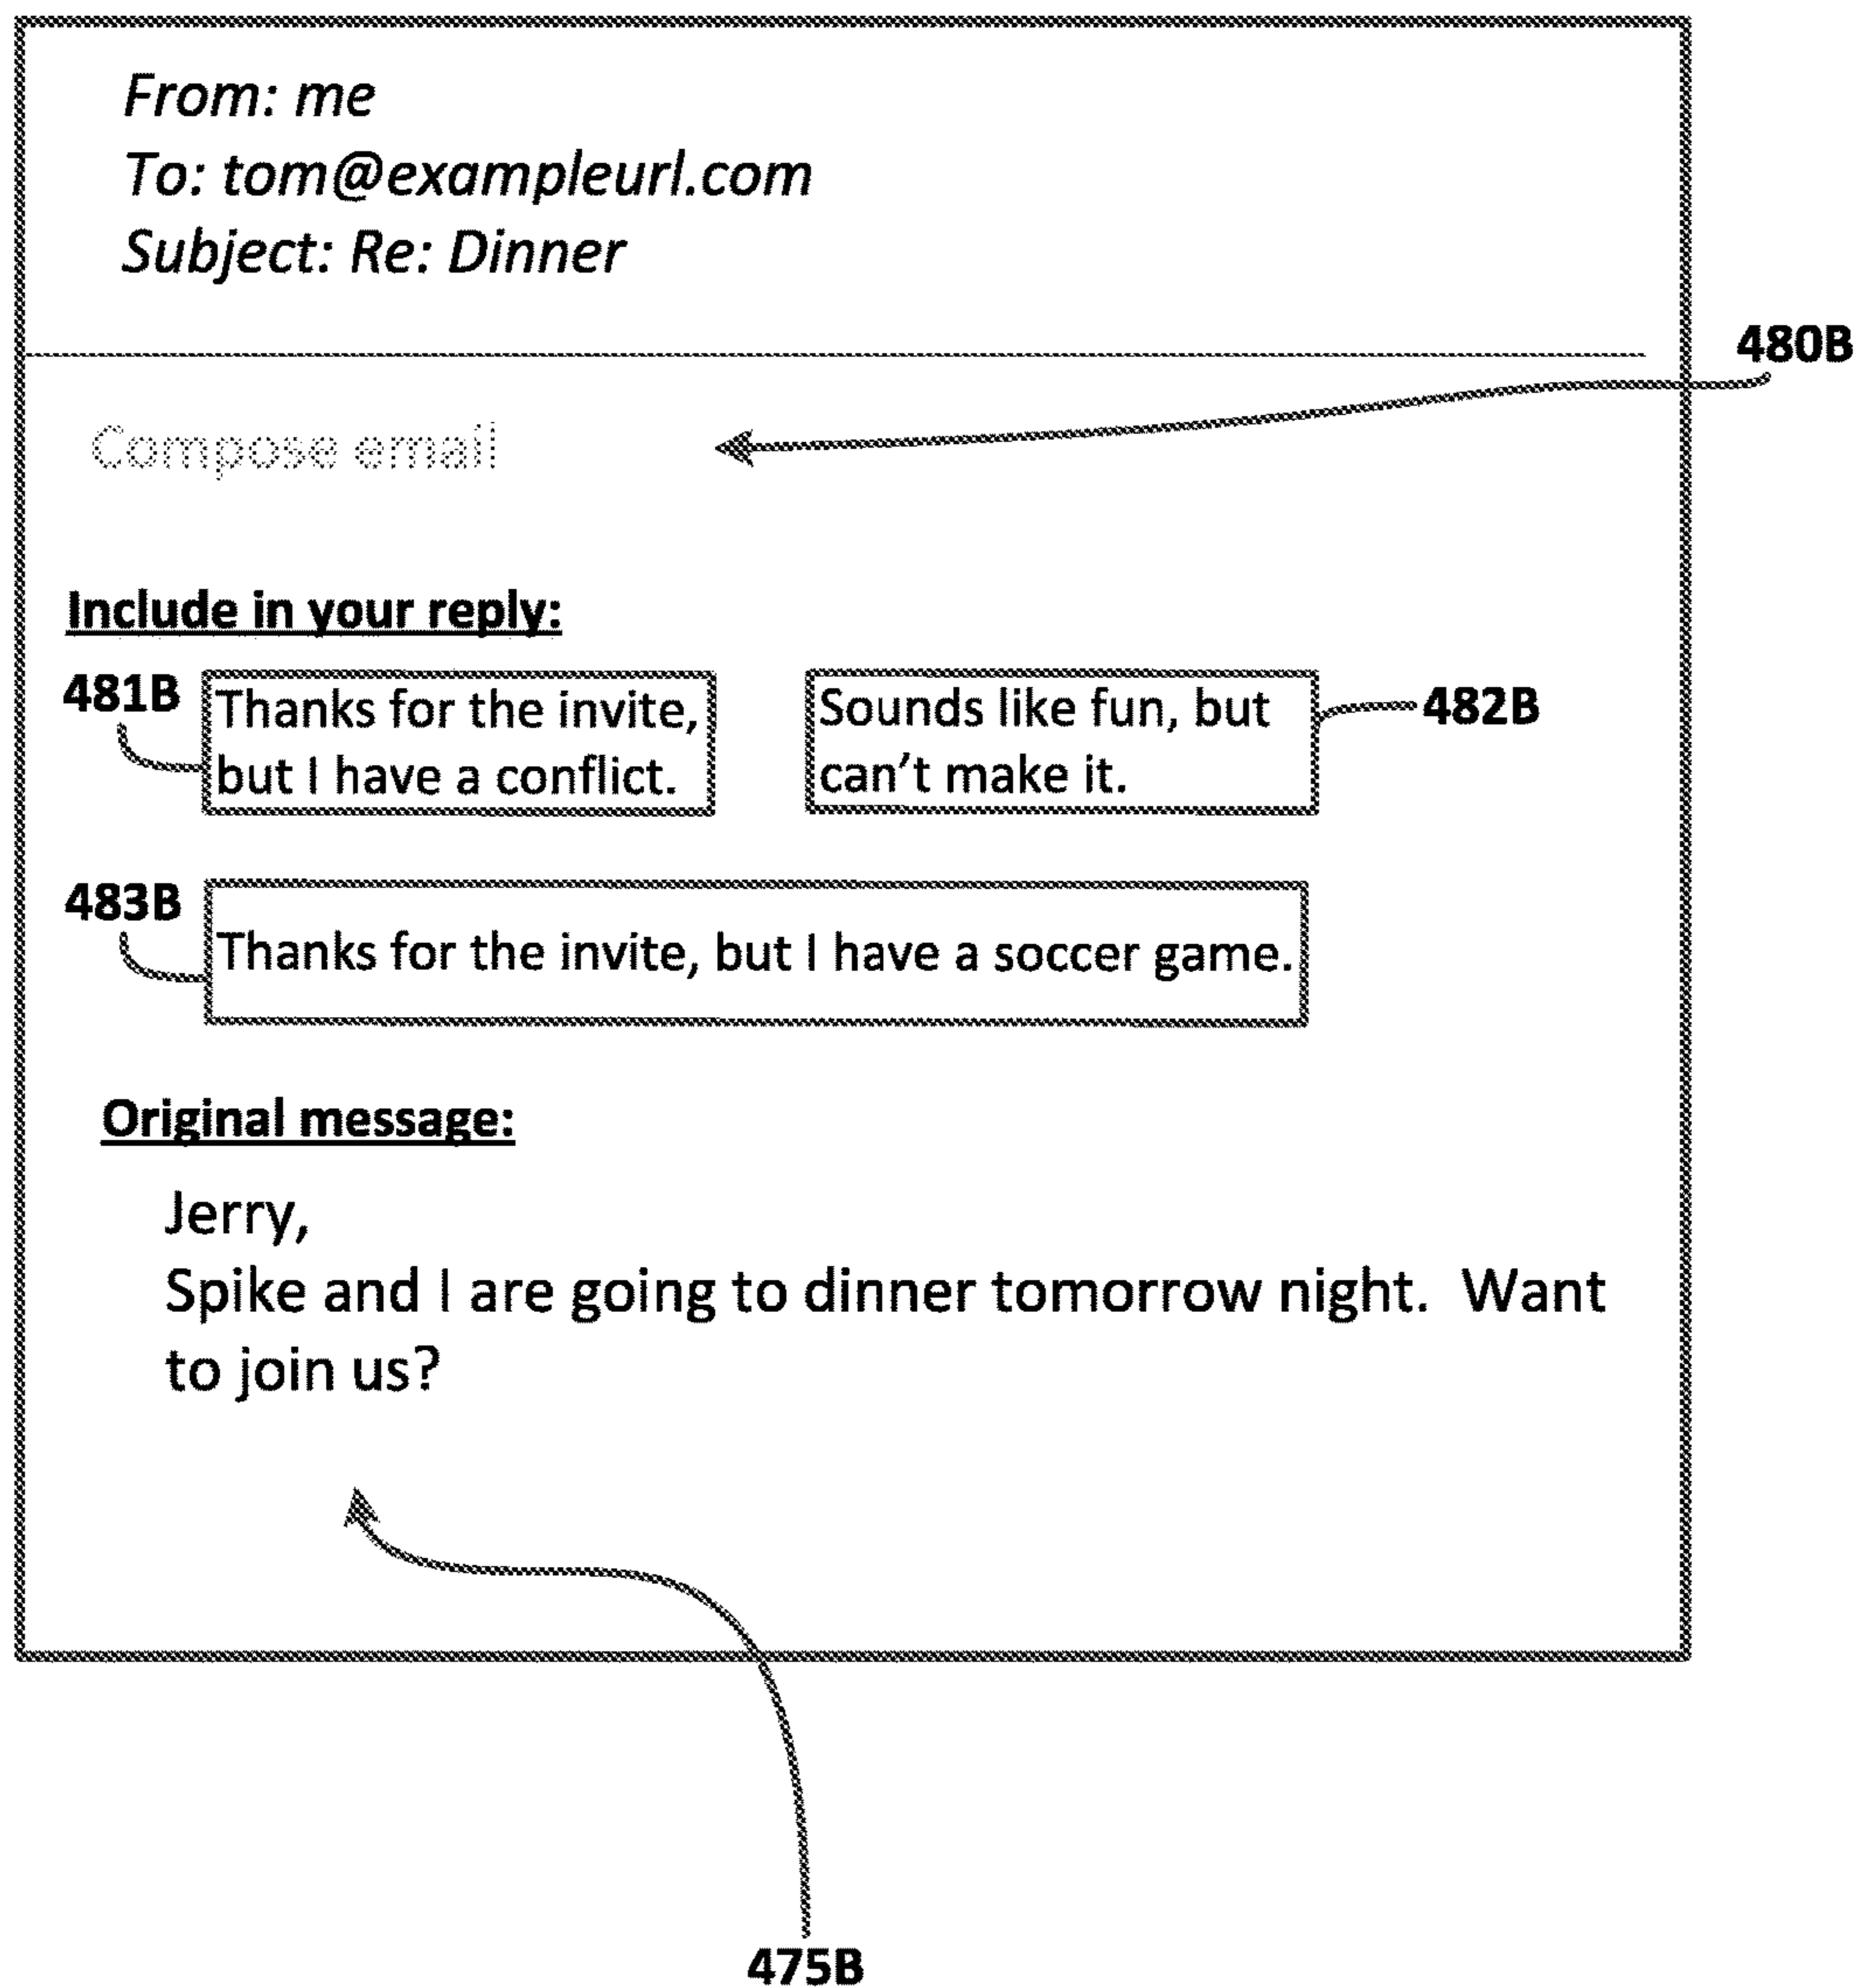 From: me
To: tom@exampleurl.com
Subject: Re: Dinner
480B
Compose email
Include in your reply:
481B
Thanks for the invite,
but I have a conflict.
Sounds like fun, but
can't make it.
482B
483B
Thanks for the invite, but I have a soccer game.
Original message:
Jerry,
Spike and I are going to dinner tomorrow night.  Want
to join us?
475B